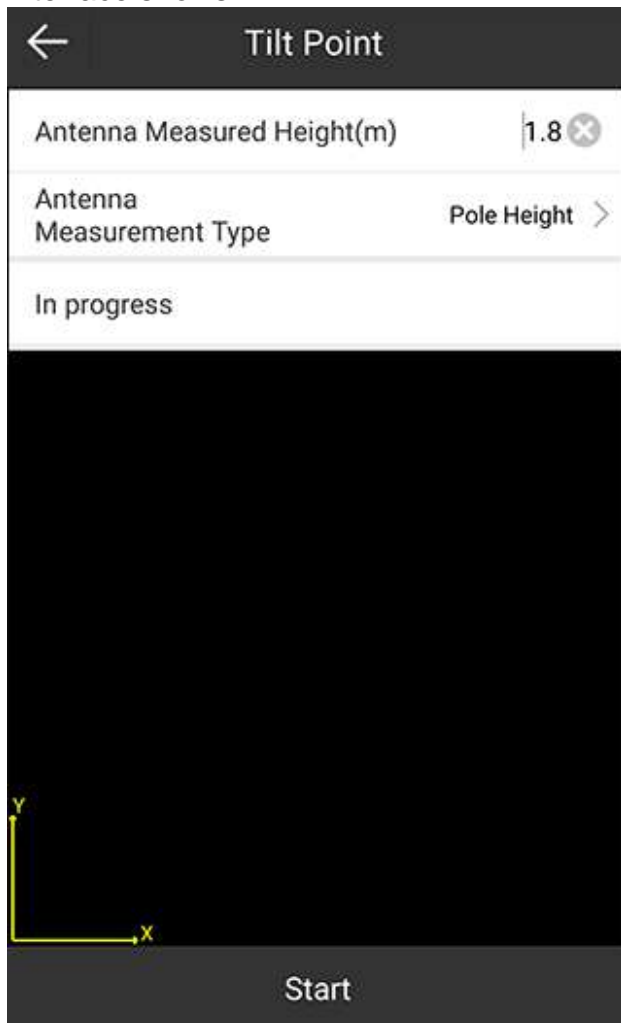 Tilt Point
Antenna Measured Height(m) 1.8
Antenna
Measurement Type Pole Height
In progress
Y
X
Start